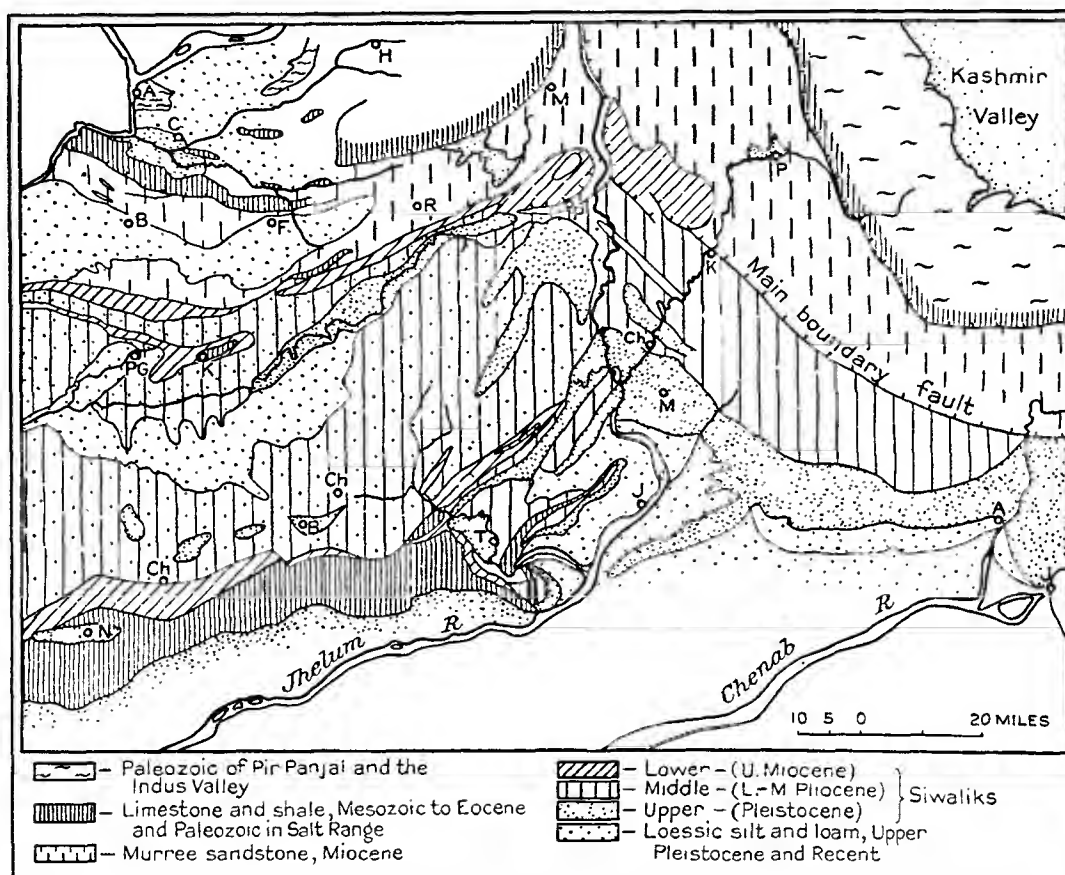 H
A
M
Kashmir
Valley
C
P
R
B
F
K
Main boundary fault
Ch
PG
K
M
Ch
J
B
T
A
Ch
N
Jhelum R
Chenab R
10 5 0 20 MILES
Paleozoic of Pir Panjal and the
Indus Valley
Limestone and shale, Mesozoic to Eocene
and Paleozoic in Salt Range
Murree sandstone, Miocene
Lower - (U. Miocene)
Middle - (L.-M Pliocene)
Upper - (Pleistocene)
Siwaliks
Loessic silt and loam, Upper
Pleistocene and Recent